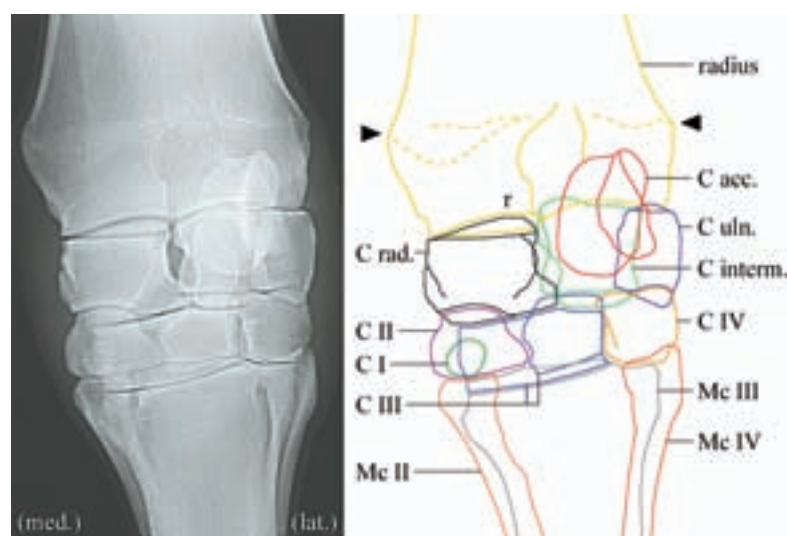 radius
C acc.
r
C uln.
C rad.
C interm.
C II
C IV
C I
Mc III
C III
Mc IV
Mc II
(med.)
(lat.)